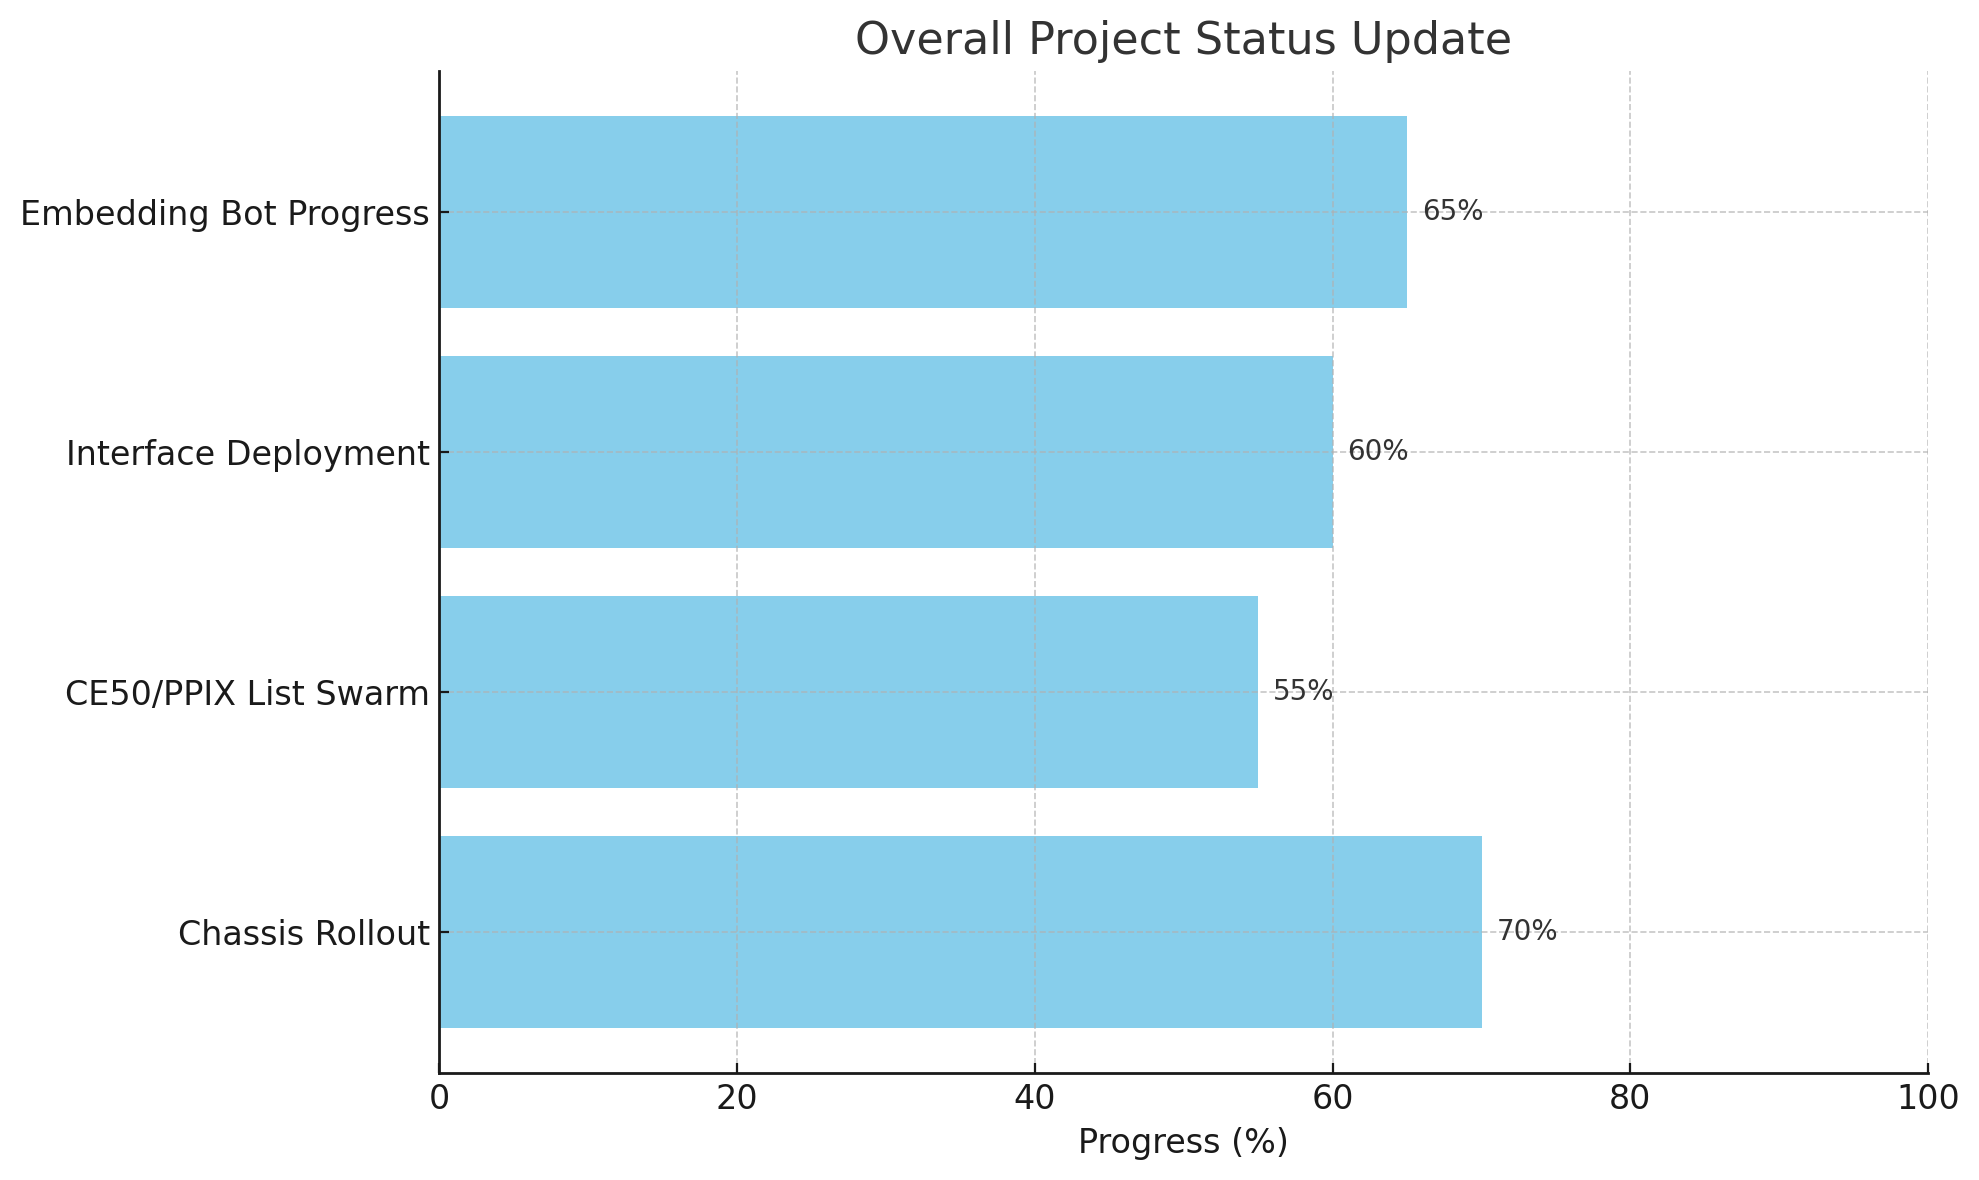 Overall Project Status Update
Embedding Bot Progress
65%
Interface Deployment
60%
CE50/PPIX List Swarm
55%
Chassis Rollout
70%
0 20 40 60 80 100
Progress (%)